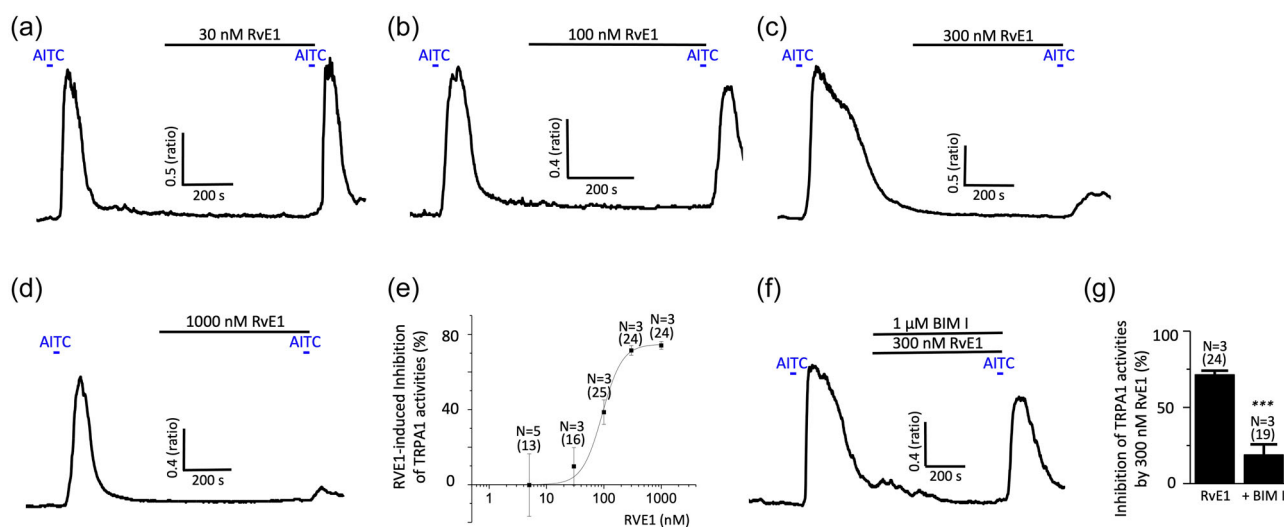 (a)
30 nM RvE1
AITC
AITC
0.5 (ratio)
200 s
(b)
100 nM RvE1
AITC
AITC
0.4 (ratio)
200 s
(c)
300 nM RvE1
AITC
AITC
0.5 (ratio)
200 s
(d)
1000 nM RvE1
AITC
AITC
0.4 (ratio)
200 s
(e)
RVE1-induced Inhibition
of TRPA1 activities (%)
80
40
0
N=5
(13)
N=3
(16)
N=3
(25)
N=3
(24)
N=3
(24)
1 10 100 1000
RVE1 (nM)
(f)
1 µM BIM I
300 nM RvE1
AITC
AITC
0.4 (ratio)
200 s
(g)
Inhibition of TRPA1 activities
by 300 nM RvE1 (%)
100
50
0
N=3
(24)
***
N=3
(19)
RvE1 + BIM I